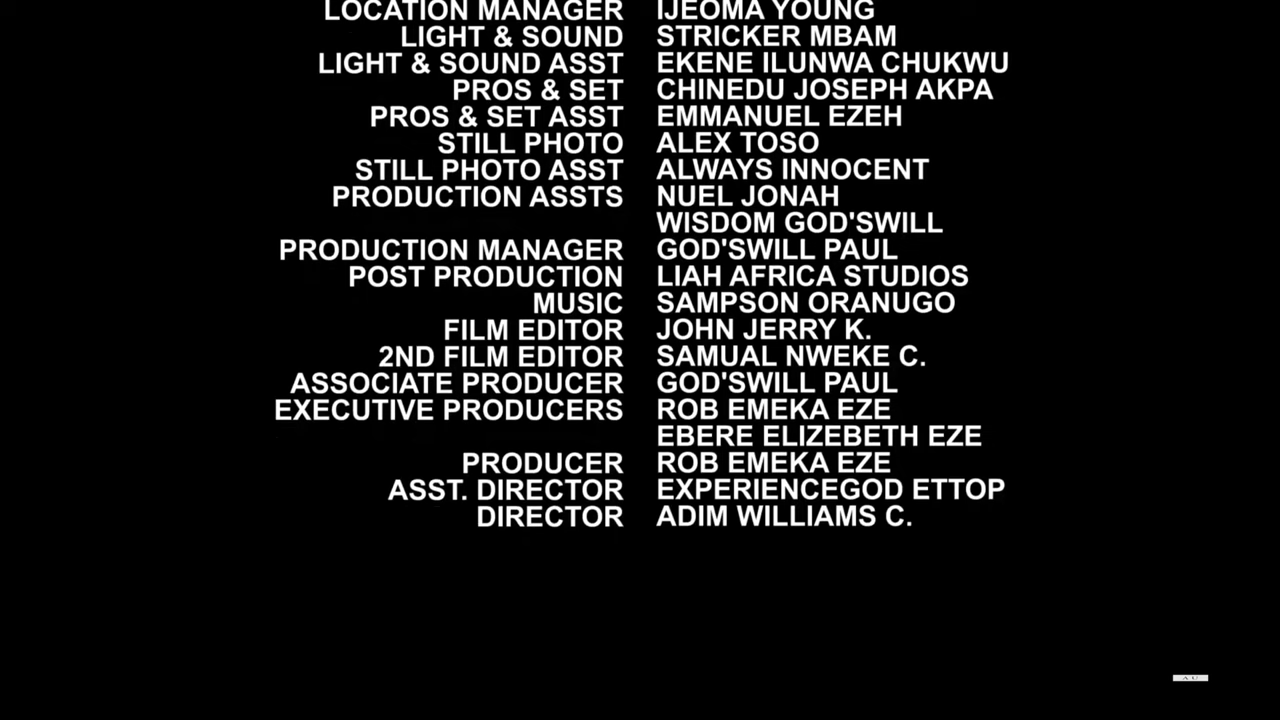 LOCATION MANAGER IJEOMA YOUNG
LIGHT & SOUND STRICKER MBAM
LIGHT & SOUND ASST EKENE ILUNWA CHUKWU
PROS & SET CHINEDU JOSEPH AKPA
PROS & SET ASST EMMANUEL EZEH
STILL PHOTO ALEX TOSO
STILL PHOTO ASST ALWAYS INNOCENT
PRODUCTION ASSTS NUEL JONAH
WISDOM GOD'SWILL
PRODUCTION MANAGER GOD'SWILL PAUL
POST PRODUCTION LIAH AFRICA STUDIOS
MUSIC SAMPSON ORANUGO
FILM EDITOR JOHN JERRY K.
2ND FILM EDITOR SAMUAL NWEKE C.
ASSOCIATE PRODUCER GOD'SWILL PAUL
EXECUTIVE PRODUCERS ROB EMEKA EZE
EBERE ELIZEBETH EZE
PRODUCER ROB EMEKA EZE
ASST. DIRECTOR EXPERIENCEGOD ETTOP
DIRECTOR ADIM WILLIAMS C.
A U